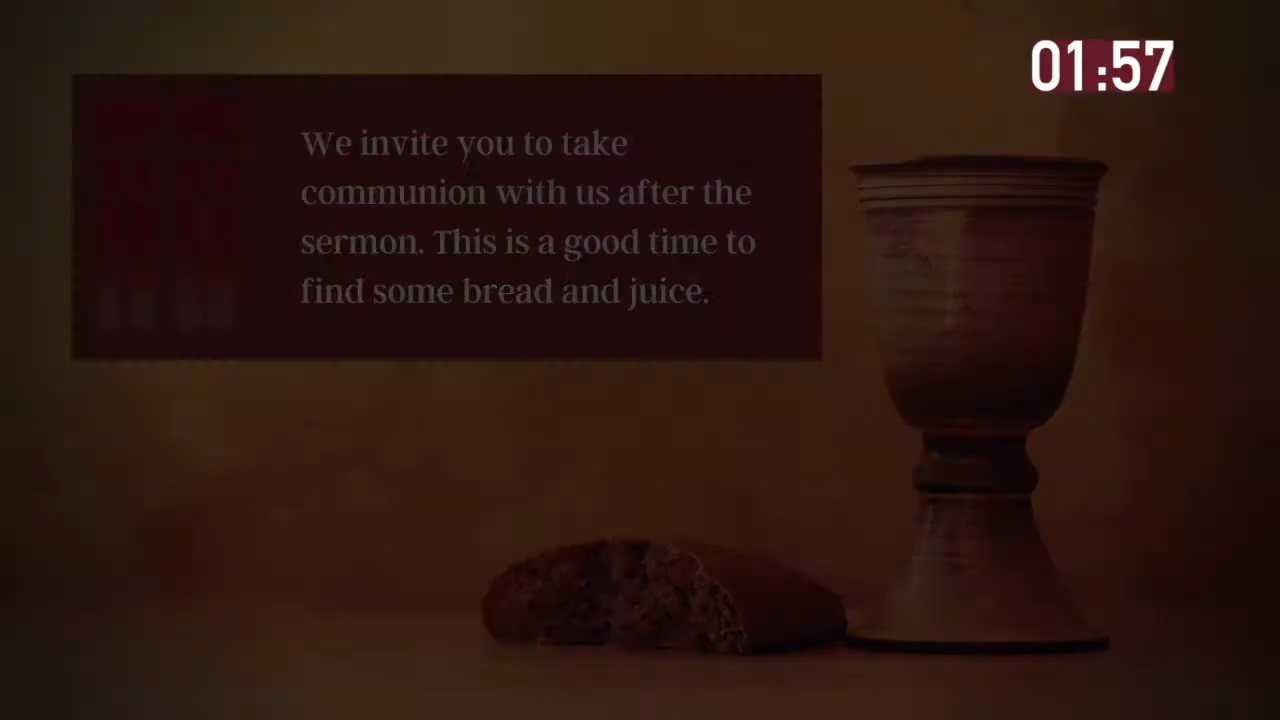 01:57
We invite you to take
communion with us after the
sermon. This is a good time to
find some bread and juice.